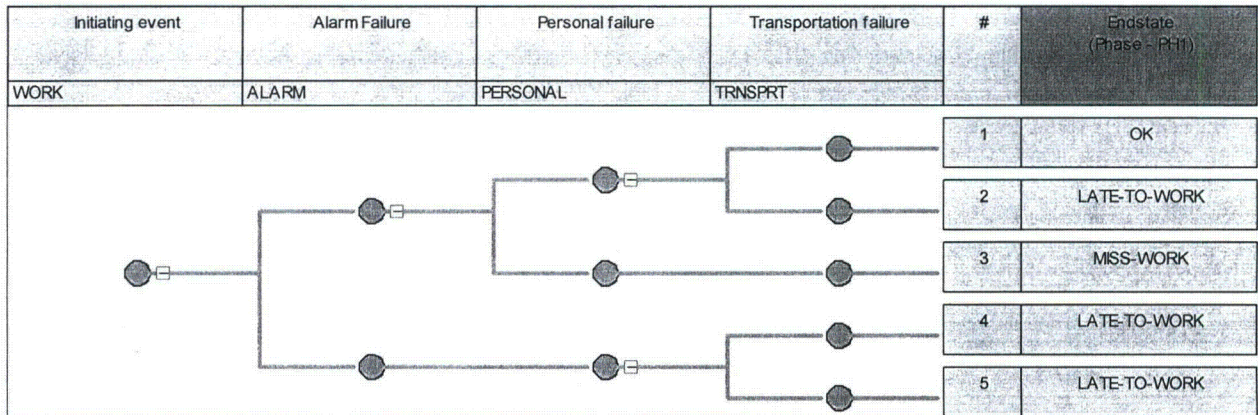 Initiating event
Alarm Failure
Personal failure
Transportation failure
#
Endstate
(Phase - PH1)
WORK
ALARM
PERSONAL
TRNSPRT
1
OK
2
LATE-TO-WORK
3
MISS-WORK
4
LATE-TO-WORK
5
LATE-TO-WORK